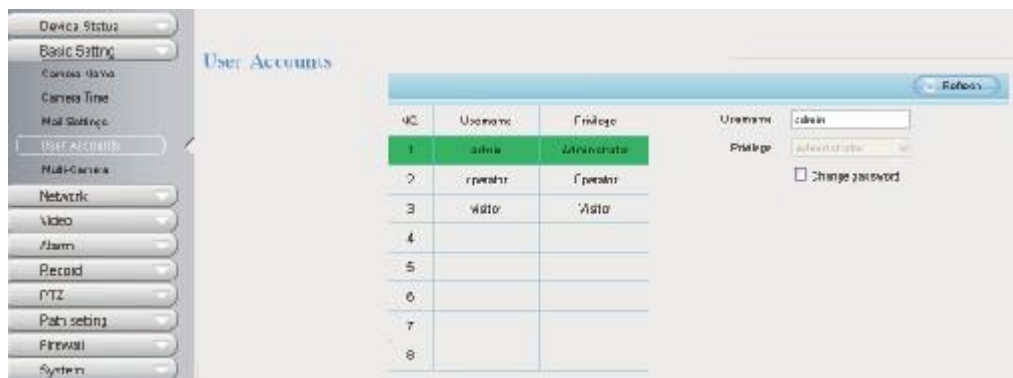 Device Status
Basic Setting
Camera Name
Camera Time
Mail Settings
User Accounts
Multi-Camera
Network
Video
Alarm
Record
PTZ
Path setting
Firewall
System
User Accounts
Refresh
NO. Username Privilege
1 admin Administrator
2 operator Operator
3 visitor Visitor
4
5
6
7
8
Username admin
Privilege administrator
Change password